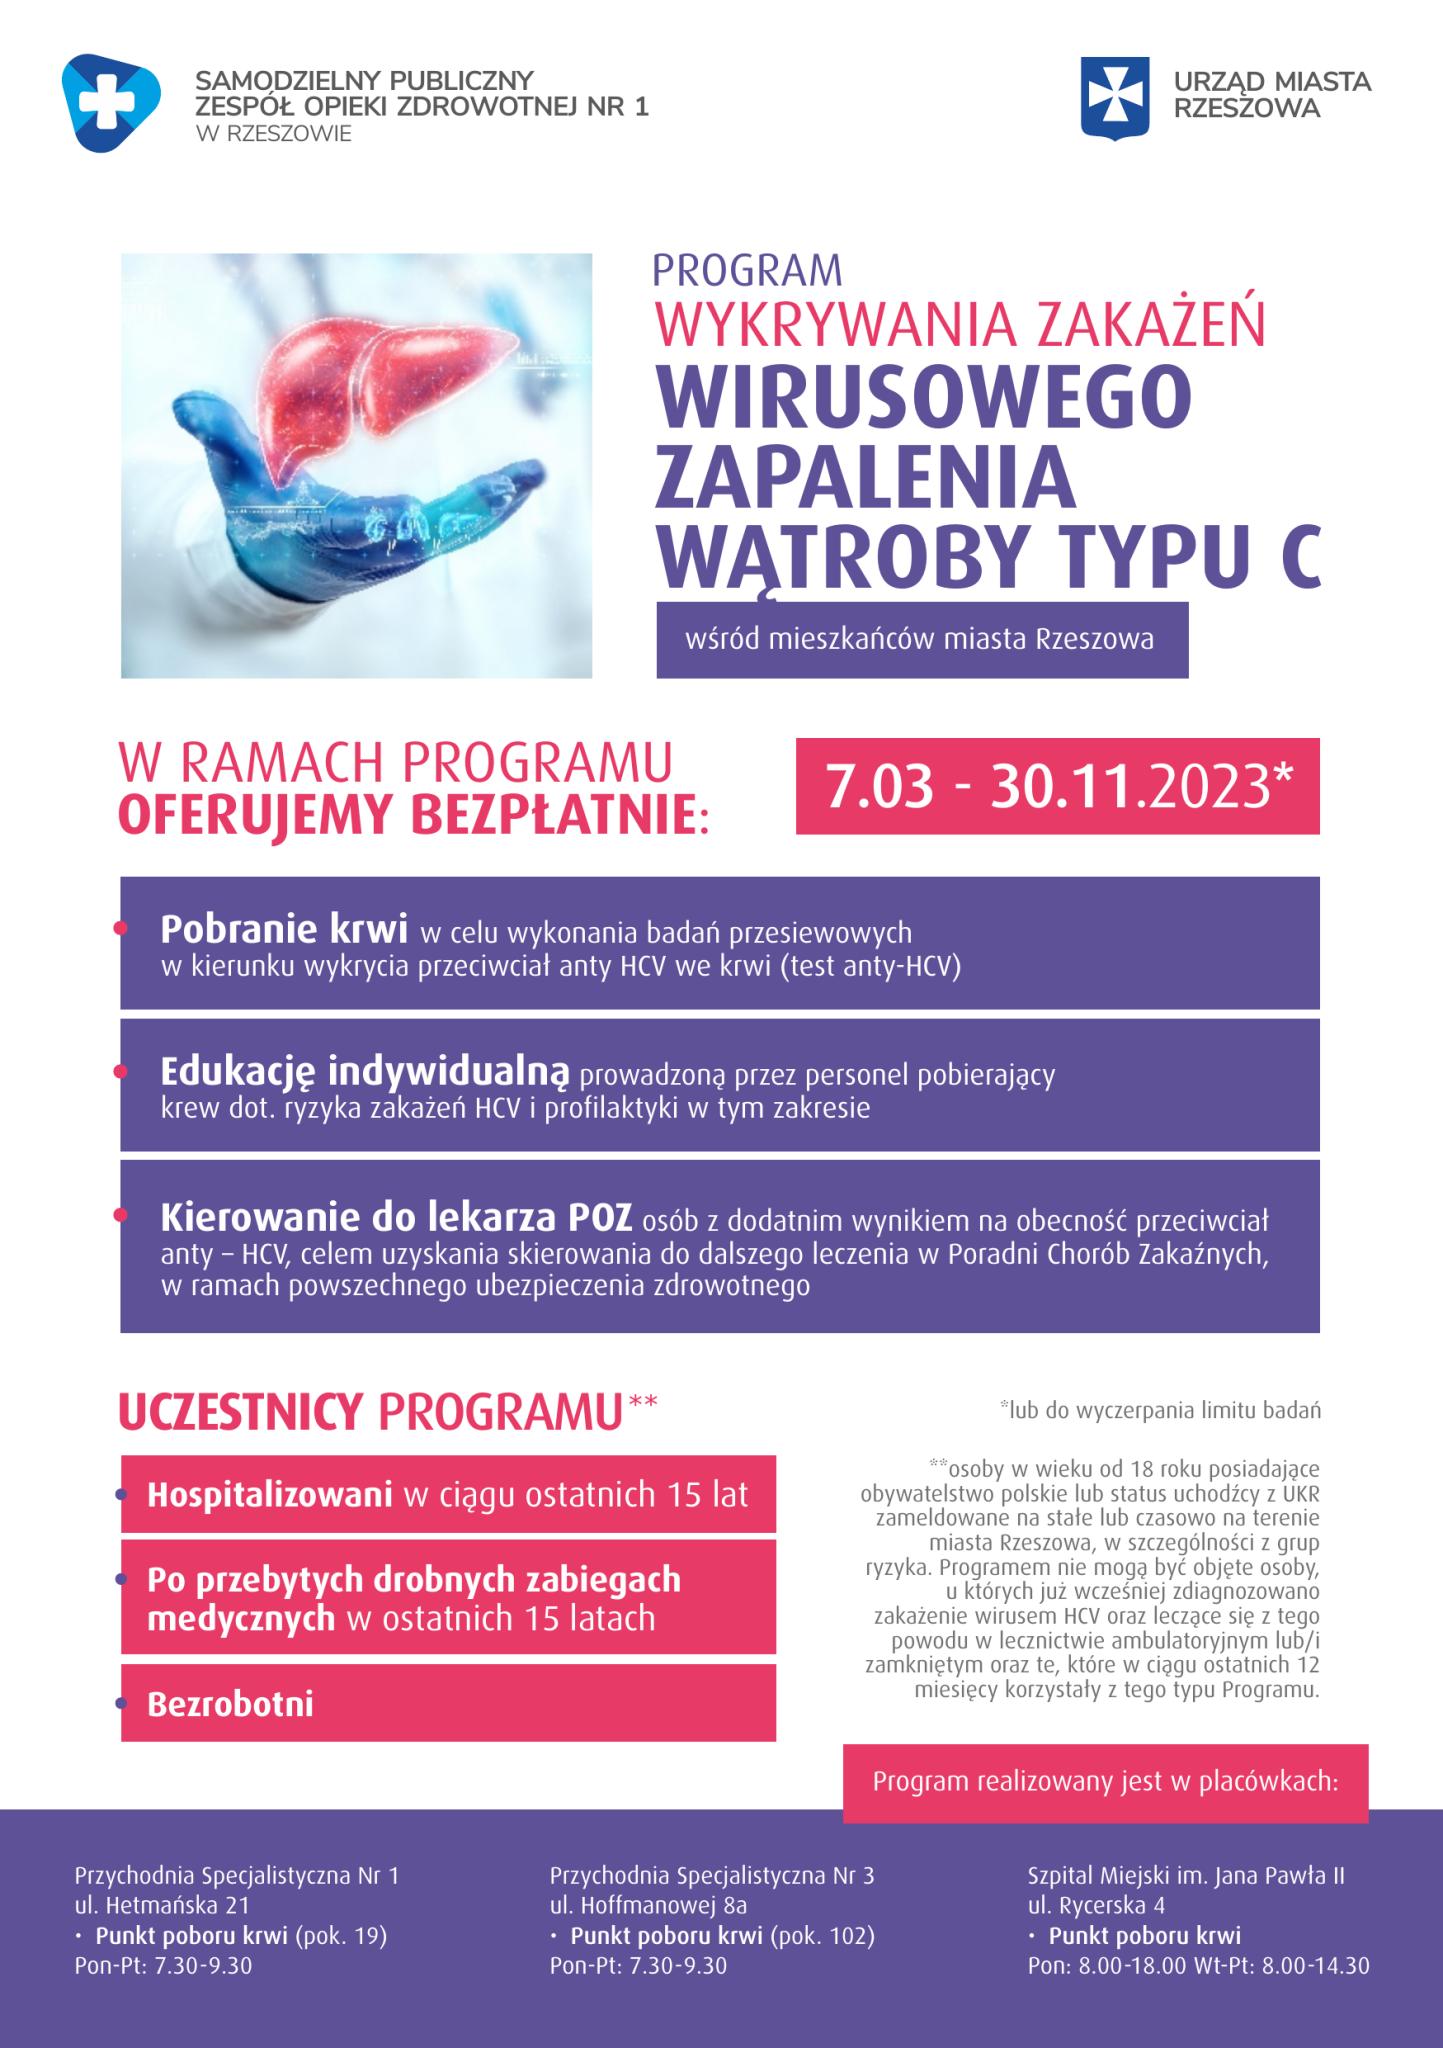 SAMODZIELNY PUBLICZNY
ZESPÓŁ OPIEKI ZDROWOTNEJ NR 1
W RZESZOWIE
URZĄD MIASTA
RZESZOWA
PROGRAM
WYKRYWANIA ZAKAŻEŃ
WIRUSOWEGO
ZAPALENIA
WĄTROBY TYPU C
wśród mieszkańców miasta Rzeszowa
W RAMACH PROGRAMU
OFERUJEMY BEZPŁATNIE:
7.03 - 30.11.2023*
• Pobranie krwi w celu wykonania badań przesiewowych
w kierunku wykrycia przeciwciał anty HCV we krwi (test anty-HCV)
• Edukację indywidualną prowadzoną przez personel pobierający
krew dot. ryzyka zakażeń HCV i profilaktyki w tym zakresie
• Kierowanie do lekarza POZ osób z dodatnim wynikiem na obecność przeciwciał
anty – HCV, celem uzyskania skierowania do dalszego leczenia w Poradni Chorób Zakaźnych,
w ramach powszechnego ubezpieczenia zdrowotnego
UCZESTNICY PROGRAMU**
• Hospitalizowani w ciągu ostatnich 15 lat
• Po przebytych drobnych zabiegach
medycznych w ostatnich 15 latach
• Bezrobotni
*lub do wyczerpania limitu badań
**osoby w wieku od 18 roku posiadające
obywatelstwo polskie lub status uchodźcy z UKR
zameldowane na stałe lub czasowo na terenie
miasta Rzeszowa, w szczególności z grup
ryzyka. Programem nie mogą być objęte osoby,
u których już wcześniej zdiagnozowano
zakażenie wirusem HCV oraz leczące się z tego
powodu w lecznictwie ambulatoryjnym lub/i
zamkniętym oraz te, które w ciągu ostatnich 12
miesięcy korzystały z tego typu Programu.
Program realizowany jest w placówkach:
Przychodnia Specjalistyczna Nr 1
ul. Hetmańska 21
• Punkt poboru krwi (pok. 19)
Pon-Pt: 7.30-9.30
Przychodnia Specjalistyczna Nr 3
ul. Hoffmanowej 8a
• Punkt poboru krwi (pok. 102)
Pon-Pt: 7.30-9.30
Szpital Miejski im. Jana Pawła II
ul. Rycerska 4
• Punkt poboru krwi
Pon: 8.00-18.00 Wt-Pt: 8.00-14.30